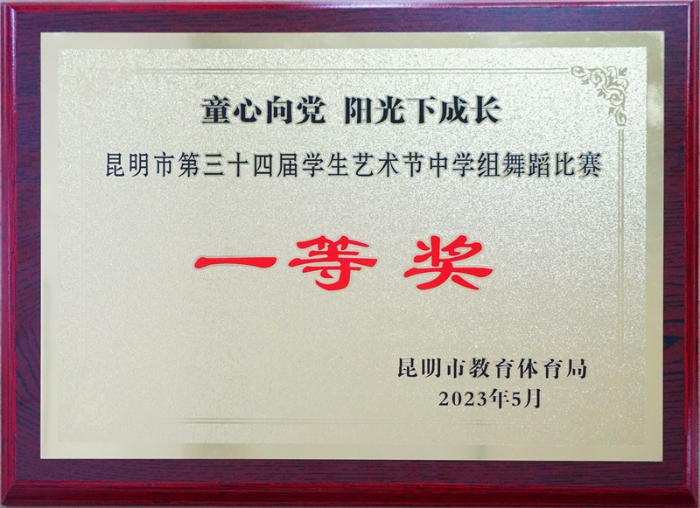 童心向党 阳光下成长
昆明市第三十四届学生艺术节中学组舞蹈比赛
一等奖
昆明市教育体育局
2023年5月